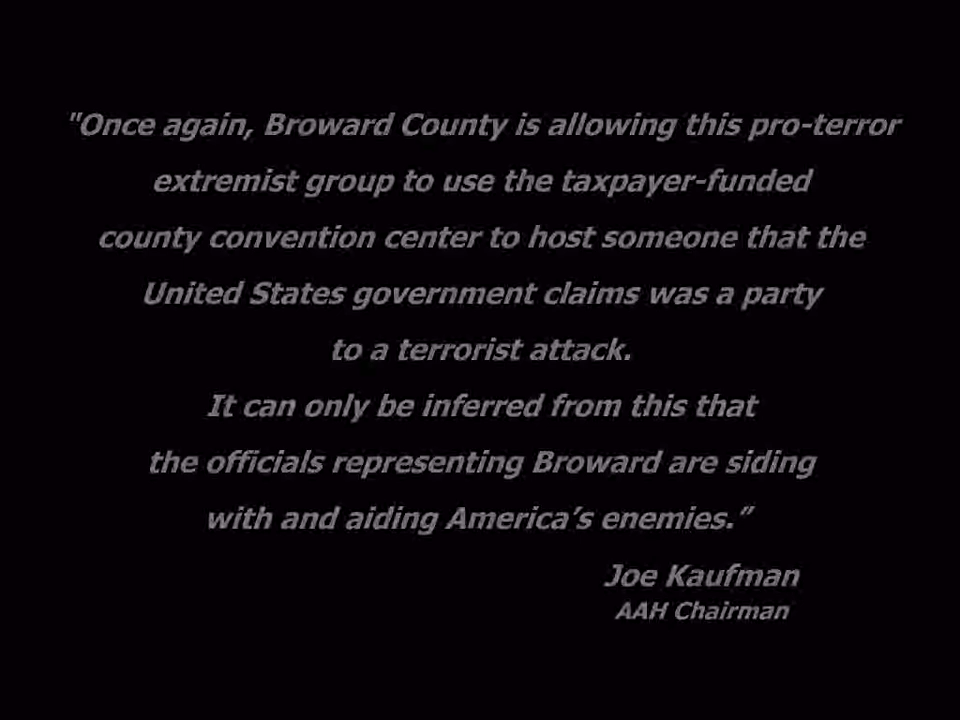 "Once again, Broward County is allowing this pro-terror
extremist group to use the taxpayer-funded
county convention center to host someone that the
United States government claims was a party
to a terrorist attack.
It can only be inferred from this that
the officials representing Broward are siding
with and aiding America’s enemies.”
Joe Kaufman
AAH Chairman